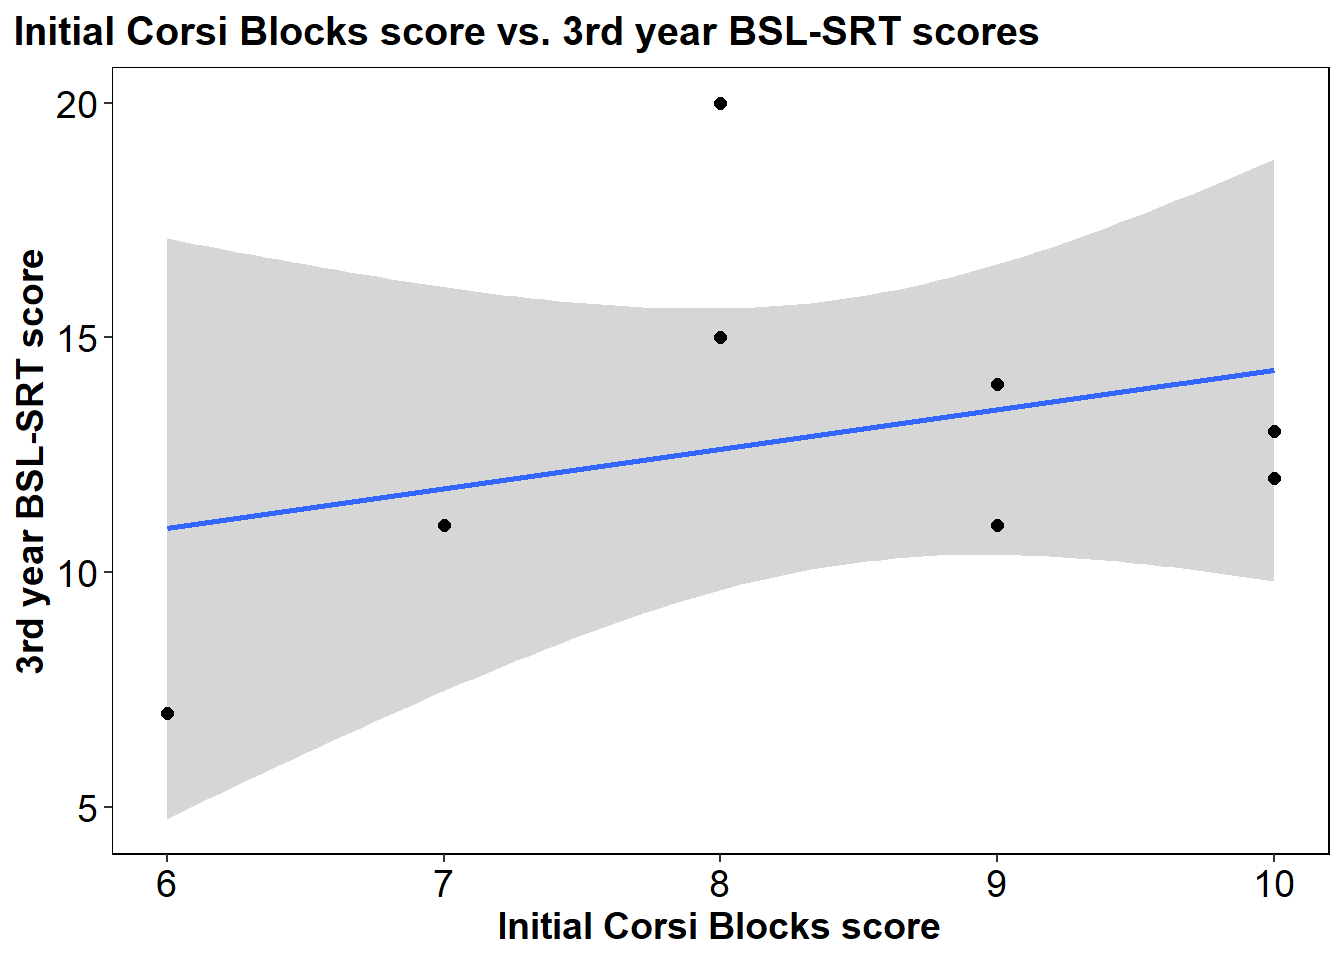 Initial Corsi Blocks score vs. 3rd year BSL-SRT scores
3rd year BSL-SRT score
20
15
10
5
6 7 8 9 10
Initial Corsi Blocks score